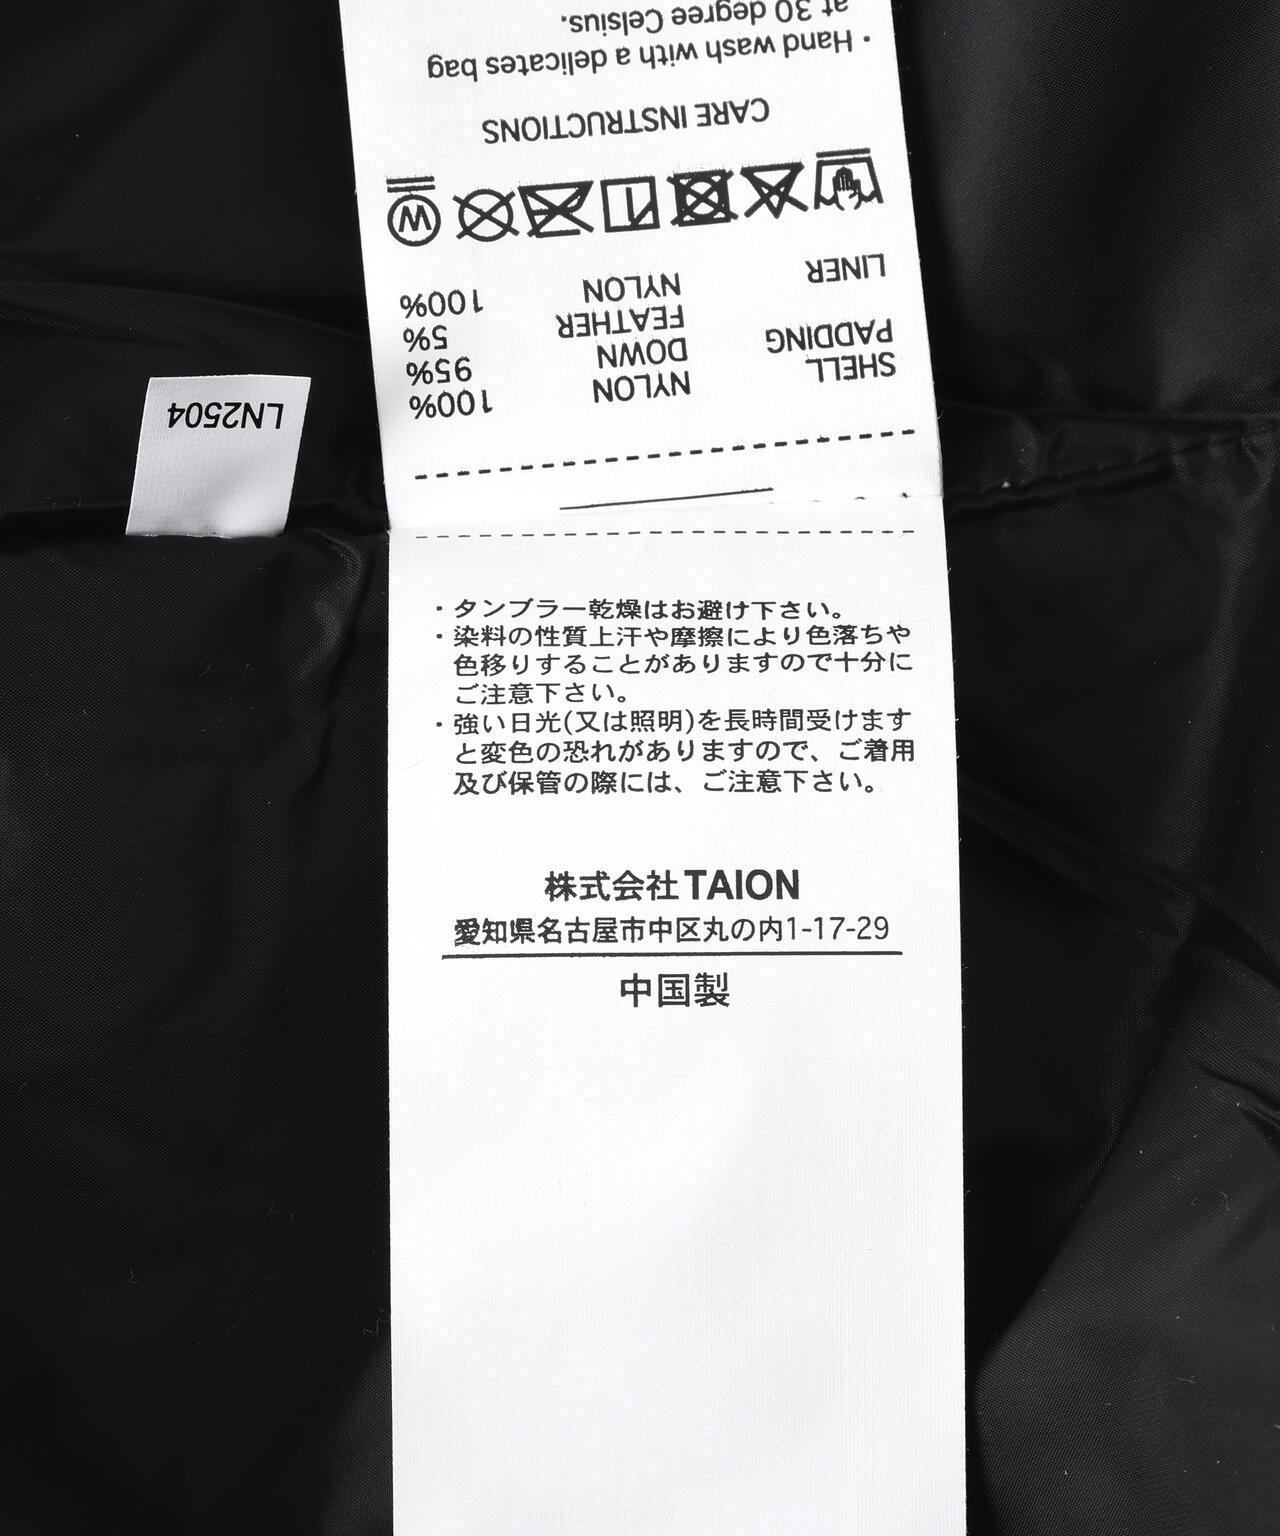 SHELL NYLON 100%
PADDING DOWN 95%
FEATHER 5%
LINER NYLON 100%
W
CARE INSTRUCTIONS
・Hand wash with a delicates bag
at 30 degree Celsius.
LN2504
・タンブラー乾燥はお避け下さい。
・染料の性質上汗や摩擦により色落ちや
色移りすることがありますので十分に
ご注意下さい。
・強い日光(又は照明)を長時間受けます
と変色の恐れがありますので、ご着用
及び保管の際には、ご注意下さい。
株式会社 TAION
愛知県名古屋市中区丸の内1-17-29
中国製